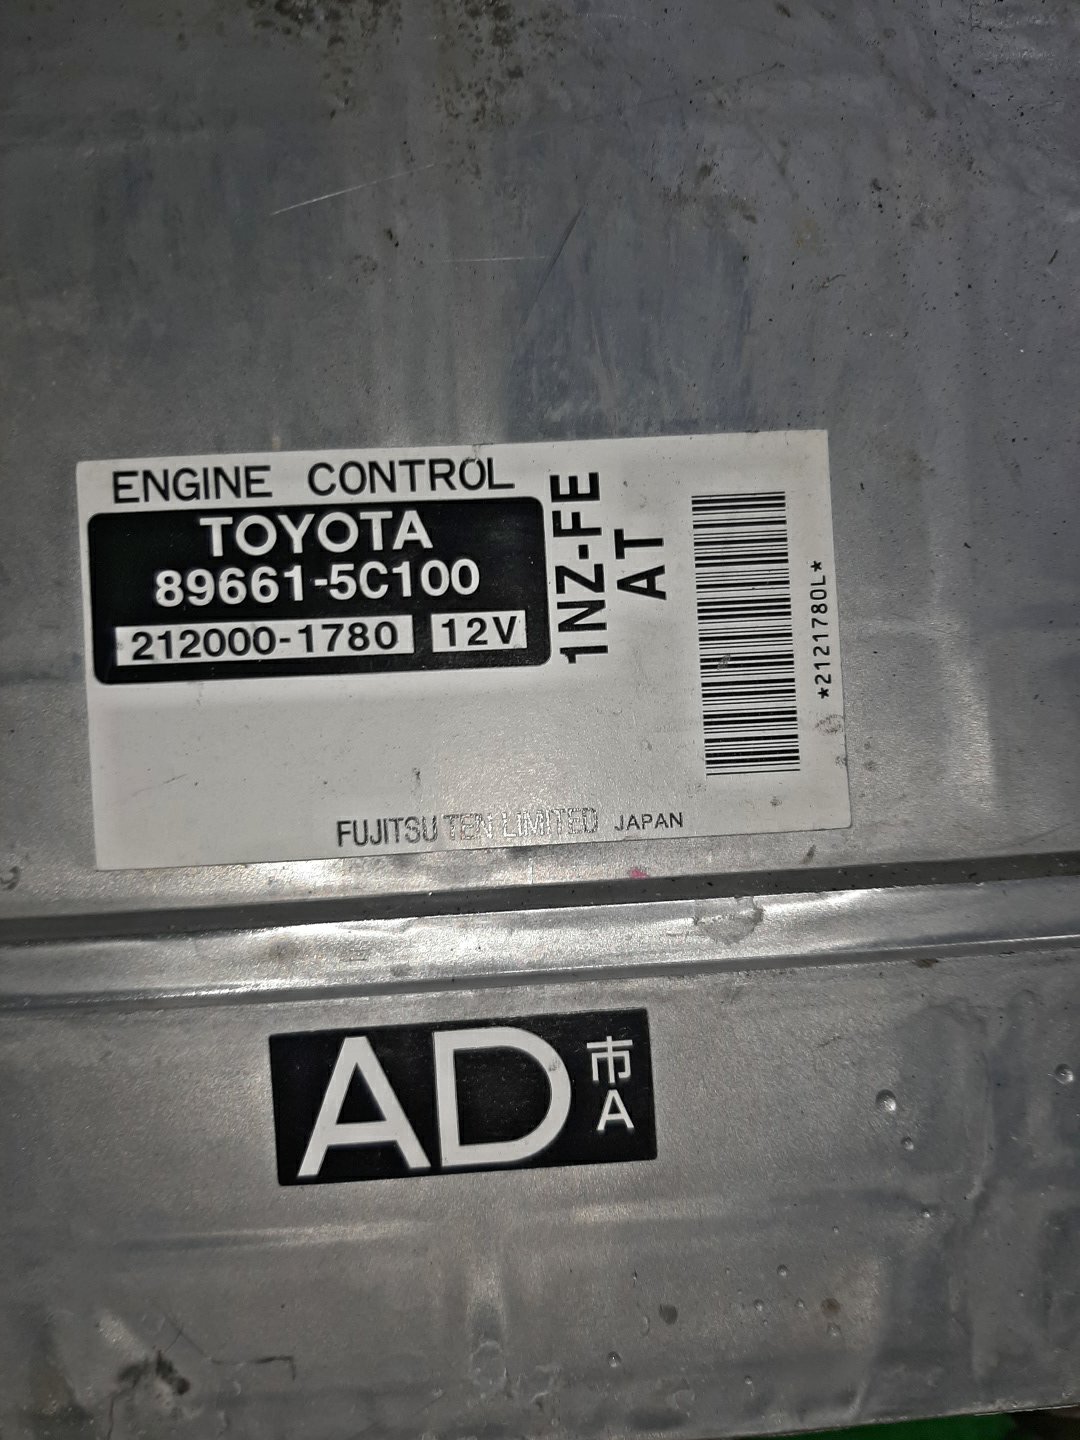 ENGINE CONTROL
TOYOTA
89661-5C100
212000-1780 12V
1NZ-FE
AT
*2121780L*
FUJITSU TEN LIMITED JAPAN
AD
市
A